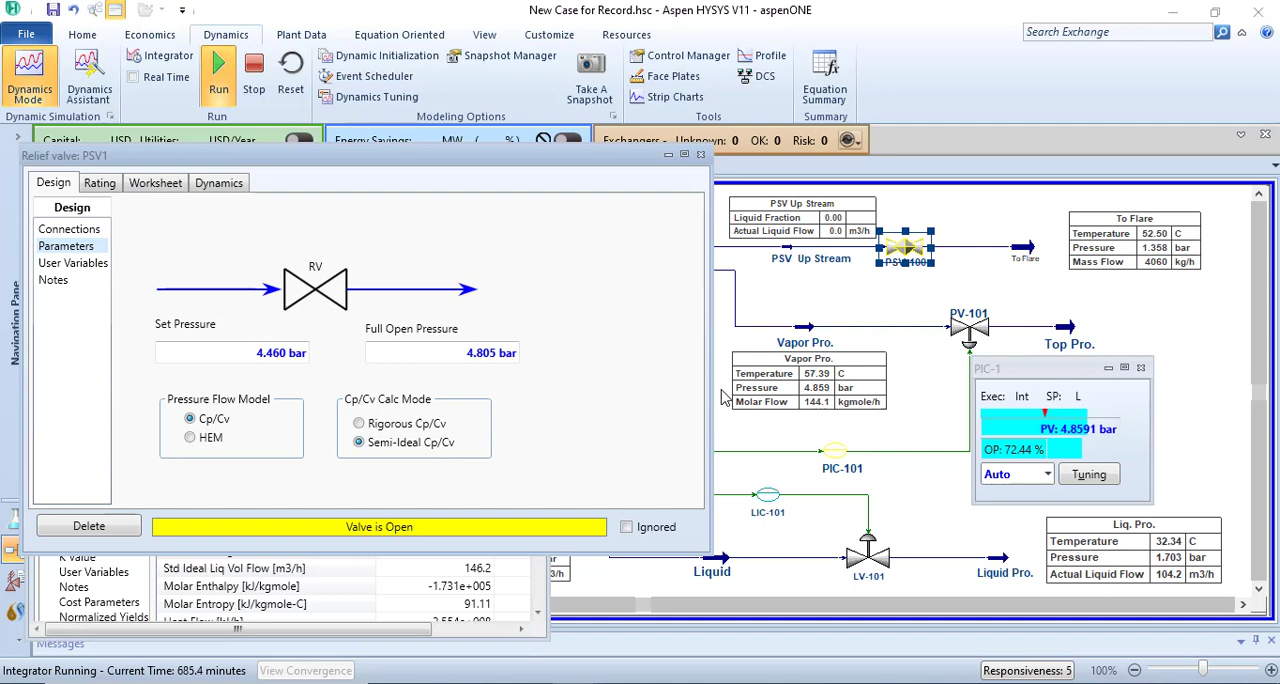 New Case for Record.hsc - Aspen HYSYS V11 - aspenONE
File Home Economics Dynamics Plant Data Equation Oriented View Customize Resources Search Exchange
Dynamics Mode
Dynamics Assistant
Dynamic Simulation
Integrator
Real Time
Run
Stop
Reset
Run
Dynamic Initialization
Snapshot Manager
Event Scheduler
Dynamics Tuning
Take A Snapshot
Modeling Options
Control Manager
Profile
Face Plates
DCS
Strip Charts
Tools
Equation Summary
Summary
Capital: USD Utilities: USD/Year
Energy Savings: MW ( %)
Exchangers - Unknown: 0 OK: 0 Risk: 0
Relief valve: PSV1
Design Rating Worksheet Dynamics
Design
Connections
Parameters
User Variables
Notes
RV
Set Pressure
4.460 bar
Full Open Pressure
4.805 bar
Pressure Flow Model
Cp/Cv
HEM
Cp/Cv Calc Mode
Rigorous Cp/Cv
Semi-Ideal Cp/Cv
Delete
Valve is Open
Ignored
Navigation Pane
PSV Up Stream
Liquid Fraction 0.00
Actual Liquid Flow 0.0 m3/h
PSV Up Stream
To Flare
To Flare
Temperature 52.50 C
Pressure 1.358 bar
Mass Flow 4060 kg/h
PV-101
Vapor Pro.
Top Pro.
Vapor Pro.
Temperature 57.39 C
Pressure 4.859 bar
Molar Flow 144.1 kgmole/h
PIC-1
Exec: Int SP: L
PV: 4.8591 bar
OP: 72.44 %
Auto
Tuning
PIC-101
LIC-101
LV-101
Liquid
Liquid Pro.
Liq. Pro.
Temperature 32.34 C
Pressure 1.703 bar
Actual Liquid Flow 104.2 m3/h
K Value
User Variables
Notes
Cost Parameters
Normalized Yields
Std Ideal Liq Vol Flow [m3/h] 146.2
Molar Enthalpy [kJ/kgmole] -1.731e+005
Molar Entropy [kJ/kgmole-C] 91.11
Messages
Integrator Running - Current Time: 685.4 minutes
View Convergence
Responsiveness: 5
100%